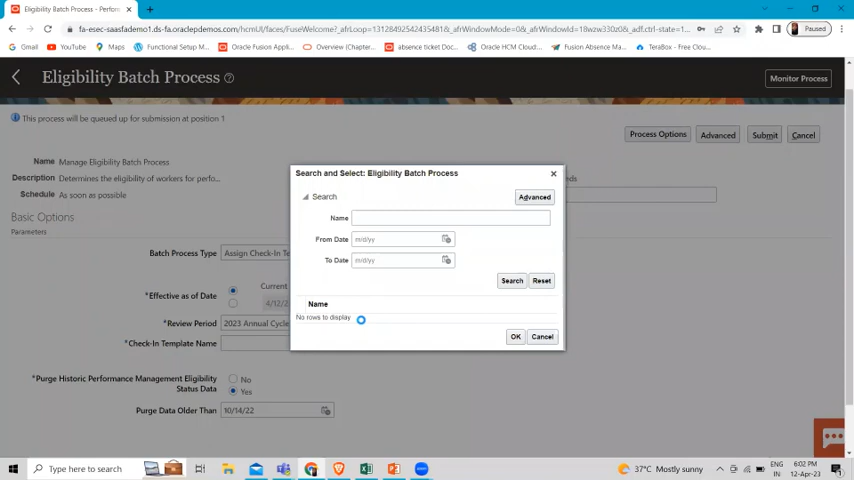 Eligibility Batch Process - Perfor
fa-esec-saasfademo1.ds-fa.oraclepdemos.com/hcmUI/faces/FuseWelcome?_afrLoop=13128492542435481&_afrWindowMode=0&_afrWindowId=18wzw330z0&_adf.ctrl-state=1...
Paused
Gmail YouTube Maps Functional Setup M... Oracle Fusion Appli... Overview (Chapter... absence ticket Doc... Oracle HCM Cloud... Fusion Absence Ma... TeraBox - Free Clou...
Eligibility Batch Process
Monitor Process
This process will be queued up for submission at position 1
Process Options Advanced Submit Cancel
Name Manage Eligibility Batch Process
Description Determines the eligibility of workers for perfo...
Schedule As soon as possible
Basic Options
Parameters
Batch Process Type Assign Check-In Te
*Effective as of Date Current
4/12/2
*Review Period 2023 Annual Cycle
*Check-In Template Name
*Purge Historic Performance Management Eligibility Status Data No
Yes
Purge Data Older Than 10/14/22
Search and Select: Eligibility Batch Process
Search
Advanced
Name
From Date m/d/yy
To Date m/d/yy
Search Reset
Name
No rows to display
OK Cancel
Type here to search
37°C Mostly sunny
ENG
IN
6:02 PM
12-Apr-23